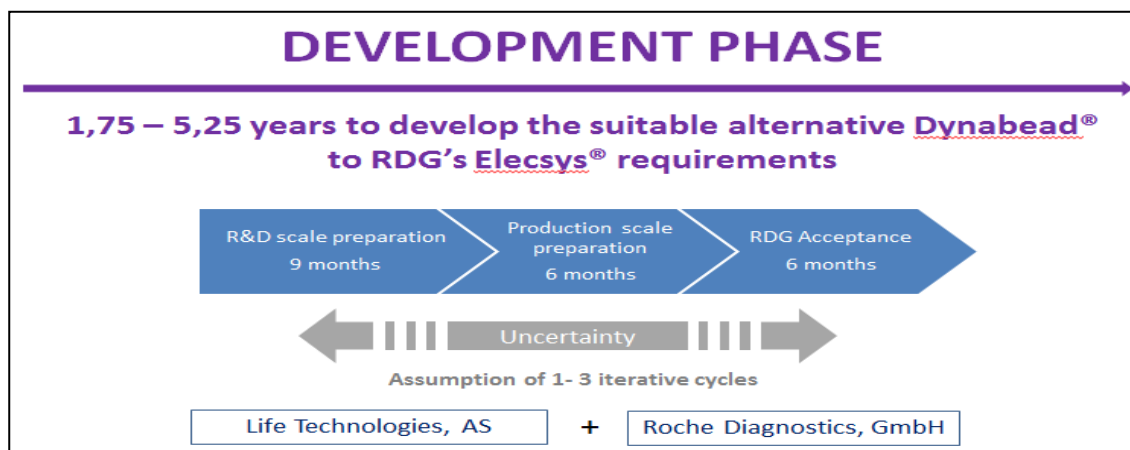 DEVELOPMENT PHASE
1,75 – 5,25 years to develop the suitable alternative Dynabead®
to RDG's Elecsys® requirements
R&D scale preparation
9 months
Production scale
preparation
6 months
RDG Acceptance
6 months
Uncertainty
Assumption of 1- 3 iterative cycles
Life Technologies, AS
+
Roche Diagnostics, GmbH